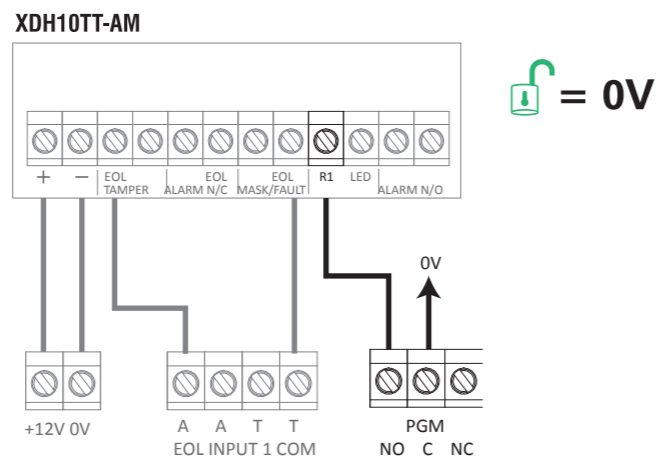 XDH10TT-AM
= 0V
+ − EOL EOL EOL R1 LED
TAMPER ALARM N/C MASK/FAULT ALARM N/O
0V
+12V 0V A A T T PGM
EOL INPUT 1 COM NO C NC